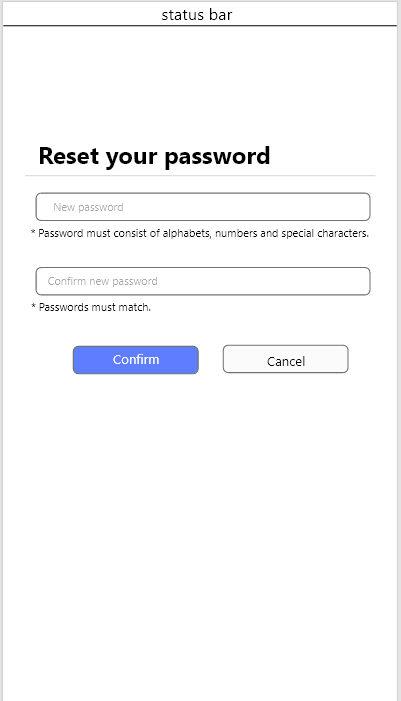 status bar
Reset your password
New password
* Password must consist of alphabets, numbers and special characters.
Confirm new password
* Passwords must match.
Confirm
Cancel